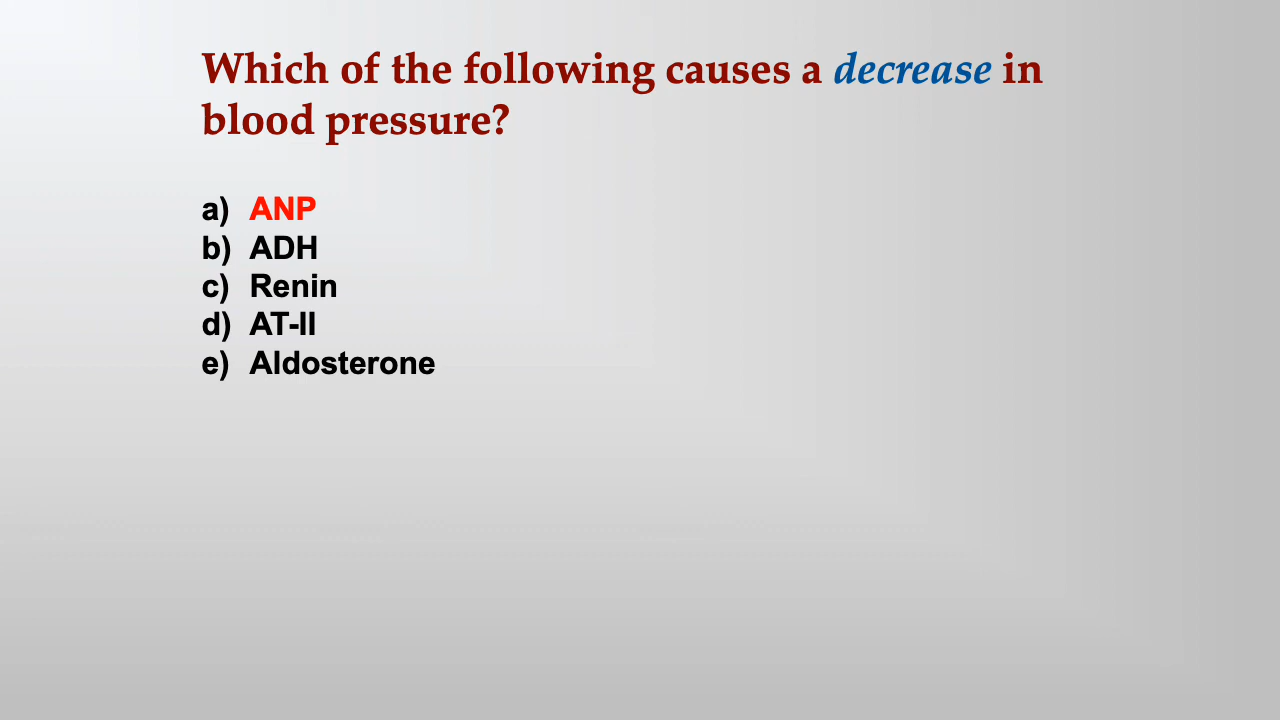 Which of the following causes a decrease in
blood pressure?
a) ANP
b) ADH
c) Renin
d) AT-II
e) Aldosterone